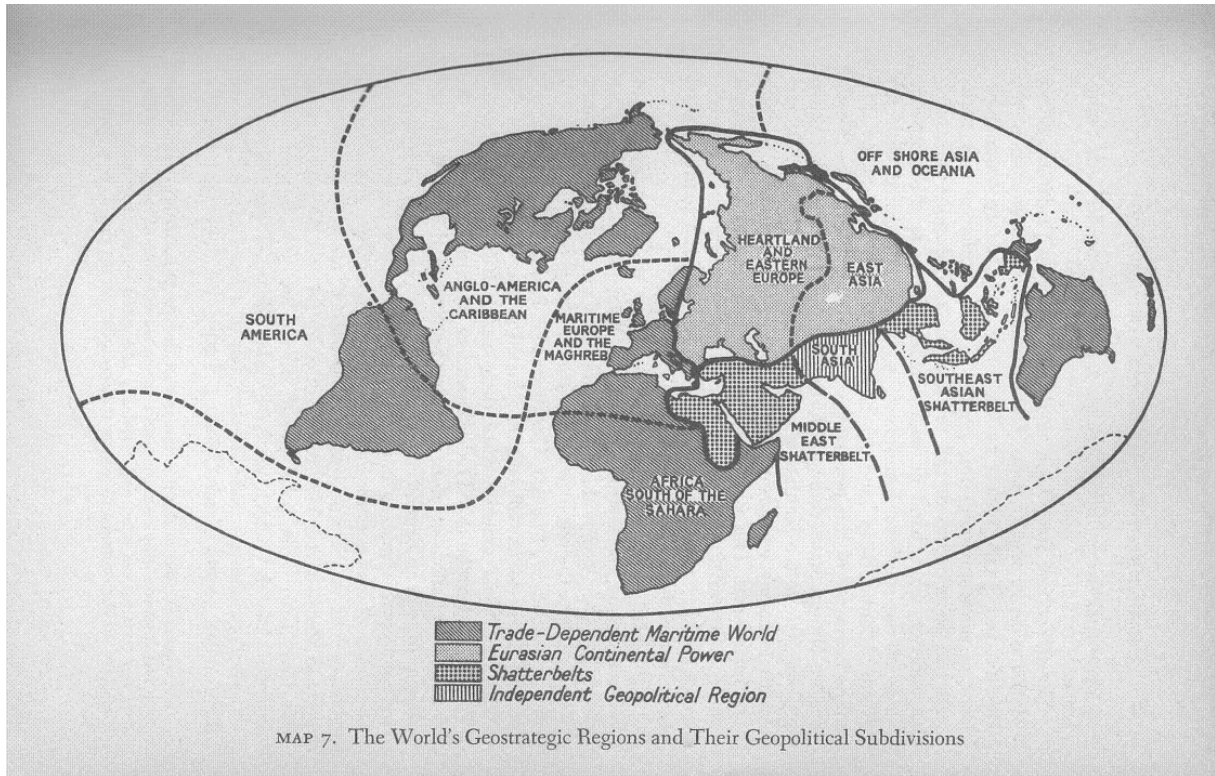 OFF SHORE ASIA
AND OCEANIA
HEARTLAND
AND
EASTERN
EUROPE
EAST
ASIA
ANGLO-AMERICA
AND THE
CARIBBEAN
MARITIME
EUROPE
AND THE
MAGHREB
SOUTH
AMERICA
SOUTH
ASIA
SOUTHEAST
ASIAN
SHATTERBELT
MIDDLE
EAST
SHATTERBELT
AFRICA
SOUTH OF THE
SAHARA
Trade-Dependent Maritime World
Eurasian Continental Power
Shatterbelts
Independent Geopolitical Region
MAP 7. The World's Geostrategic Regions and Their Geopolitical Subdivisions